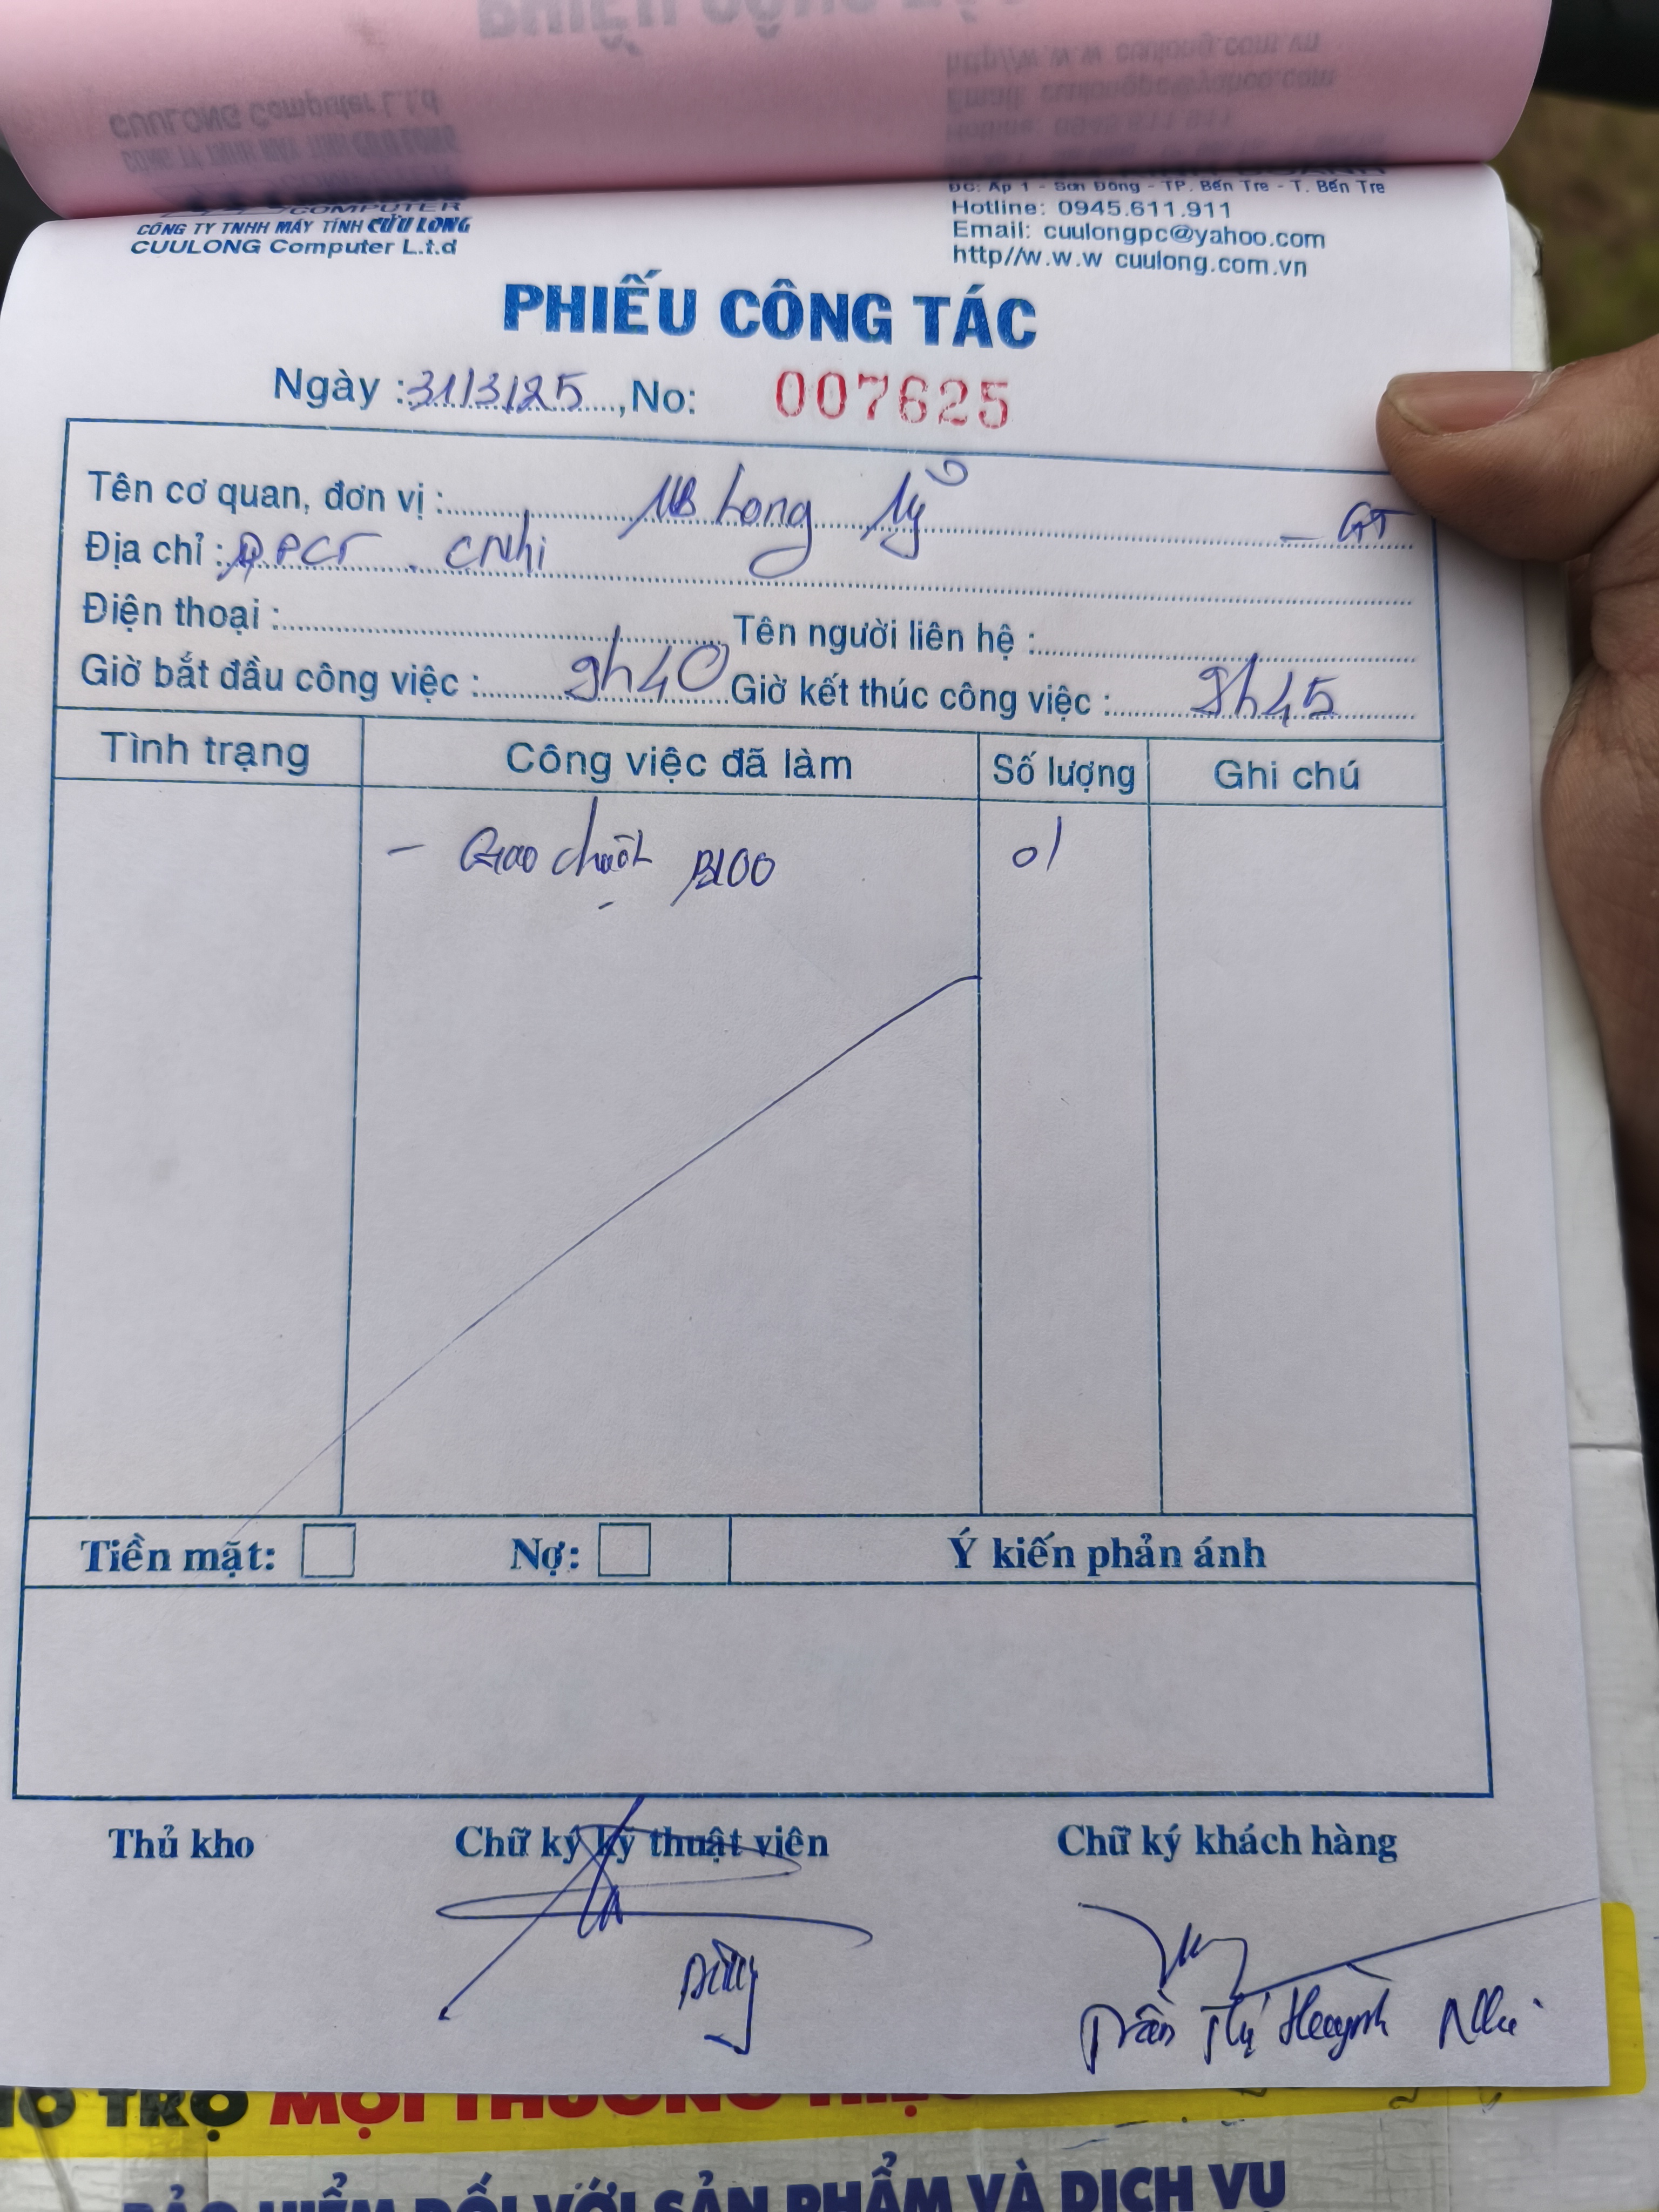 COMPUTER
CÔNG TY TNHH MÁY TÍNH CỬU LONG
CUULONG Computer L.t.d
ĐC: Ấp 1 - Sơn Đông - TP. Bến Tre - T. Bến Tre
Hotline: 0945.611.911
Email: cuulongpc@yahoo.com
http//w.w.w cuulong.com.vn
PHIẾU CÔNG TÁC
Ngày : 31/3/25, No: 007625
Tên cơ quan, đơn vị : Long Mỹ - GT
Địa chỉ : CNhi
Điện thoại : Tên người liên hệ :
Giờ bắt đầu công việc : 9h40 Giờ kết thúc công việc : 9h45
Tình trạng Công việc đã làm Số lượng Ghi chú
- Giao chuột B100 01
Tiền mặt: Nợ: Ý kiến phản ánh
Thủ kho Chữ ký kỹ thuật viên Chữ ký khách hàng
Trần Thị Huỳnh Như
TRỢ MỌI THƯƠNG HIỆU
BẢO HIỂM ĐỐI VỚI SẢN PHẨM VÀ DỊCH VỤ